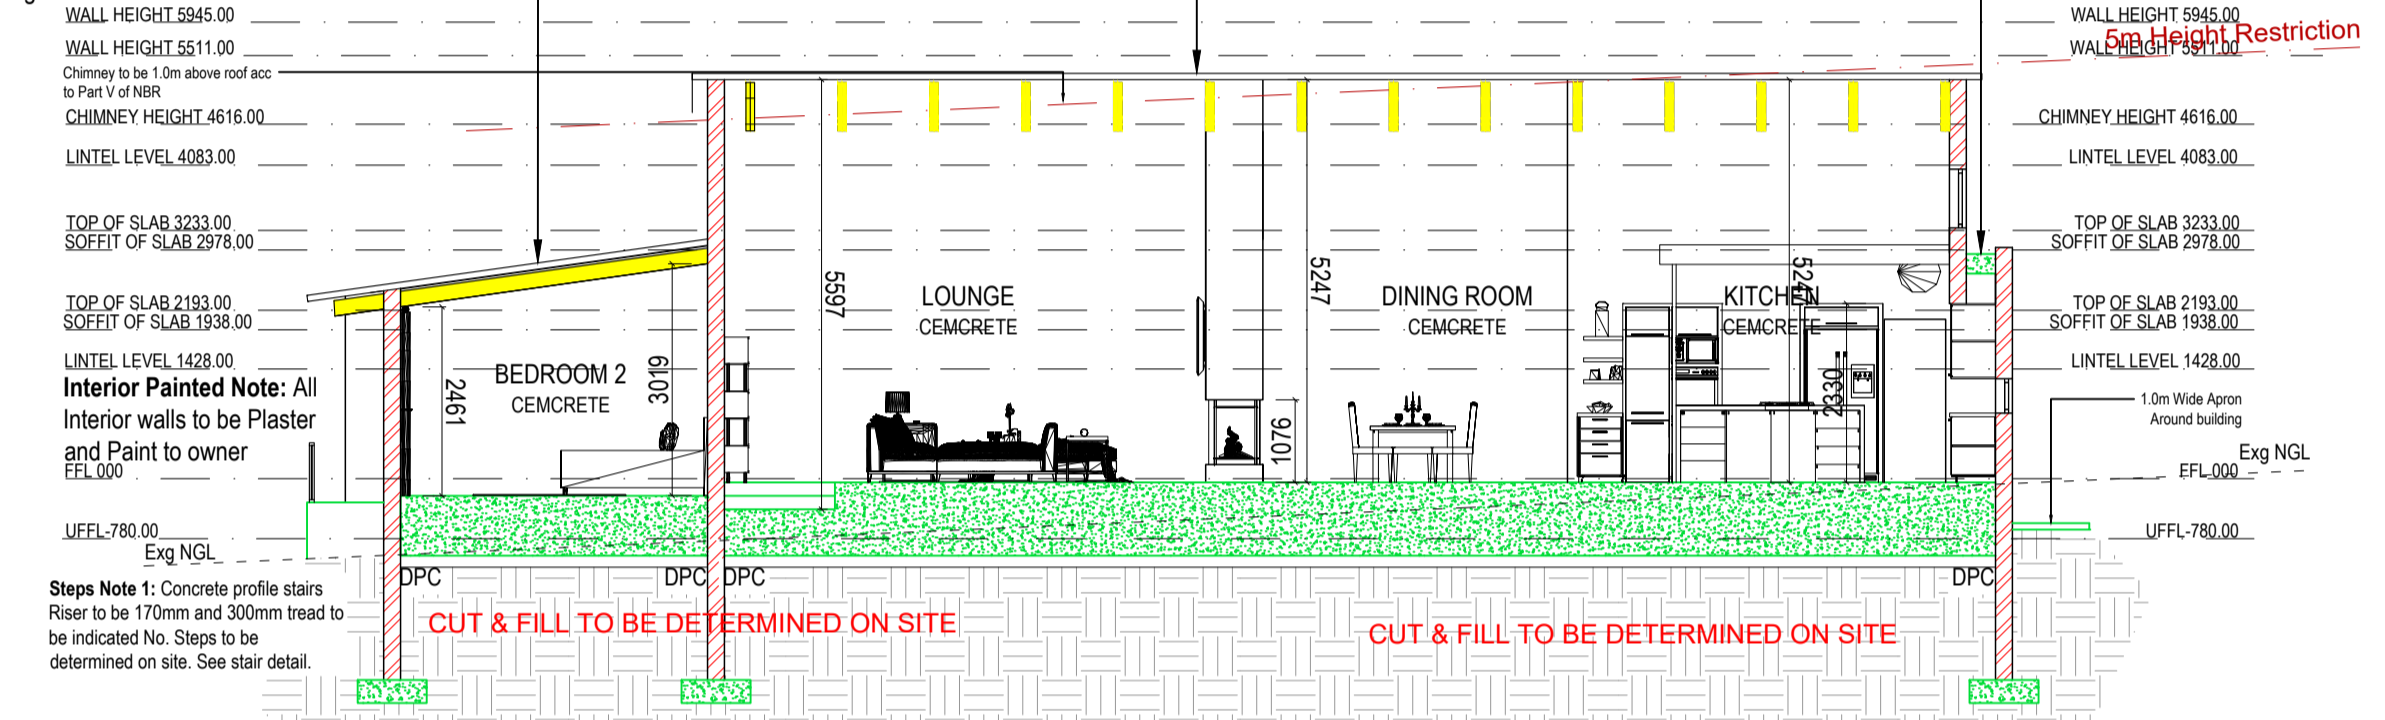 WALL HEIGHT 5945.00
WALL HEIGHT 5511.00
Chimney to be 1.0m above roof acc
to Part V of NBR
CHIMNEY HEIGHT 4616.00
LINTEL LEVEL 4083.00
TOP OF SLAB 3233.00
SOFFIT OF SLAB 2978.00
TOP OF SLAB 2193.00
SOFFIT OF SLAB 1938.00
LINTEL LEVEL 1428.00
Interior Painted Note: All
Interior walls to be Plaster
and Paint to owner
FFL 000
UFFL-780.00
Exg NGL
Steps Note 1: Concrete profile stairs
Riser to be 170mm and 300mm tread to
be indicated No. Steps to be
determined on site. See stair detail.
BEDROOM 2
CEMCRETE
2461
3019
5597
LOUNGE
CEMCRETE
1076
5247
DINING ROOM
CEMCRETE
KITCHEN
CEMCRETE
5247
2330
DPC
DPC
DPC
DPC
CUT & FILL TO BE DETERMINED ON SITE
CUT & FILL TO BE DETERMINED ON SITE
WALL HEIGHT 5945.00
5m Height Restriction
WALL HEIGHT 5511.00
CHIMNEY HEIGHT 4616.00
LINTEL LEVEL 4083.00
TOP OF SLAB 3233.00
SOFFIT OF SLAB 2978.00
TOP OF SLAB 2193.00
SOFFIT OF SLAB 1938.00
LINTEL LEVEL 1428.00
1.0m Wide Apron
Around building
Exg NGL
FFL 000
UFFL-780.00